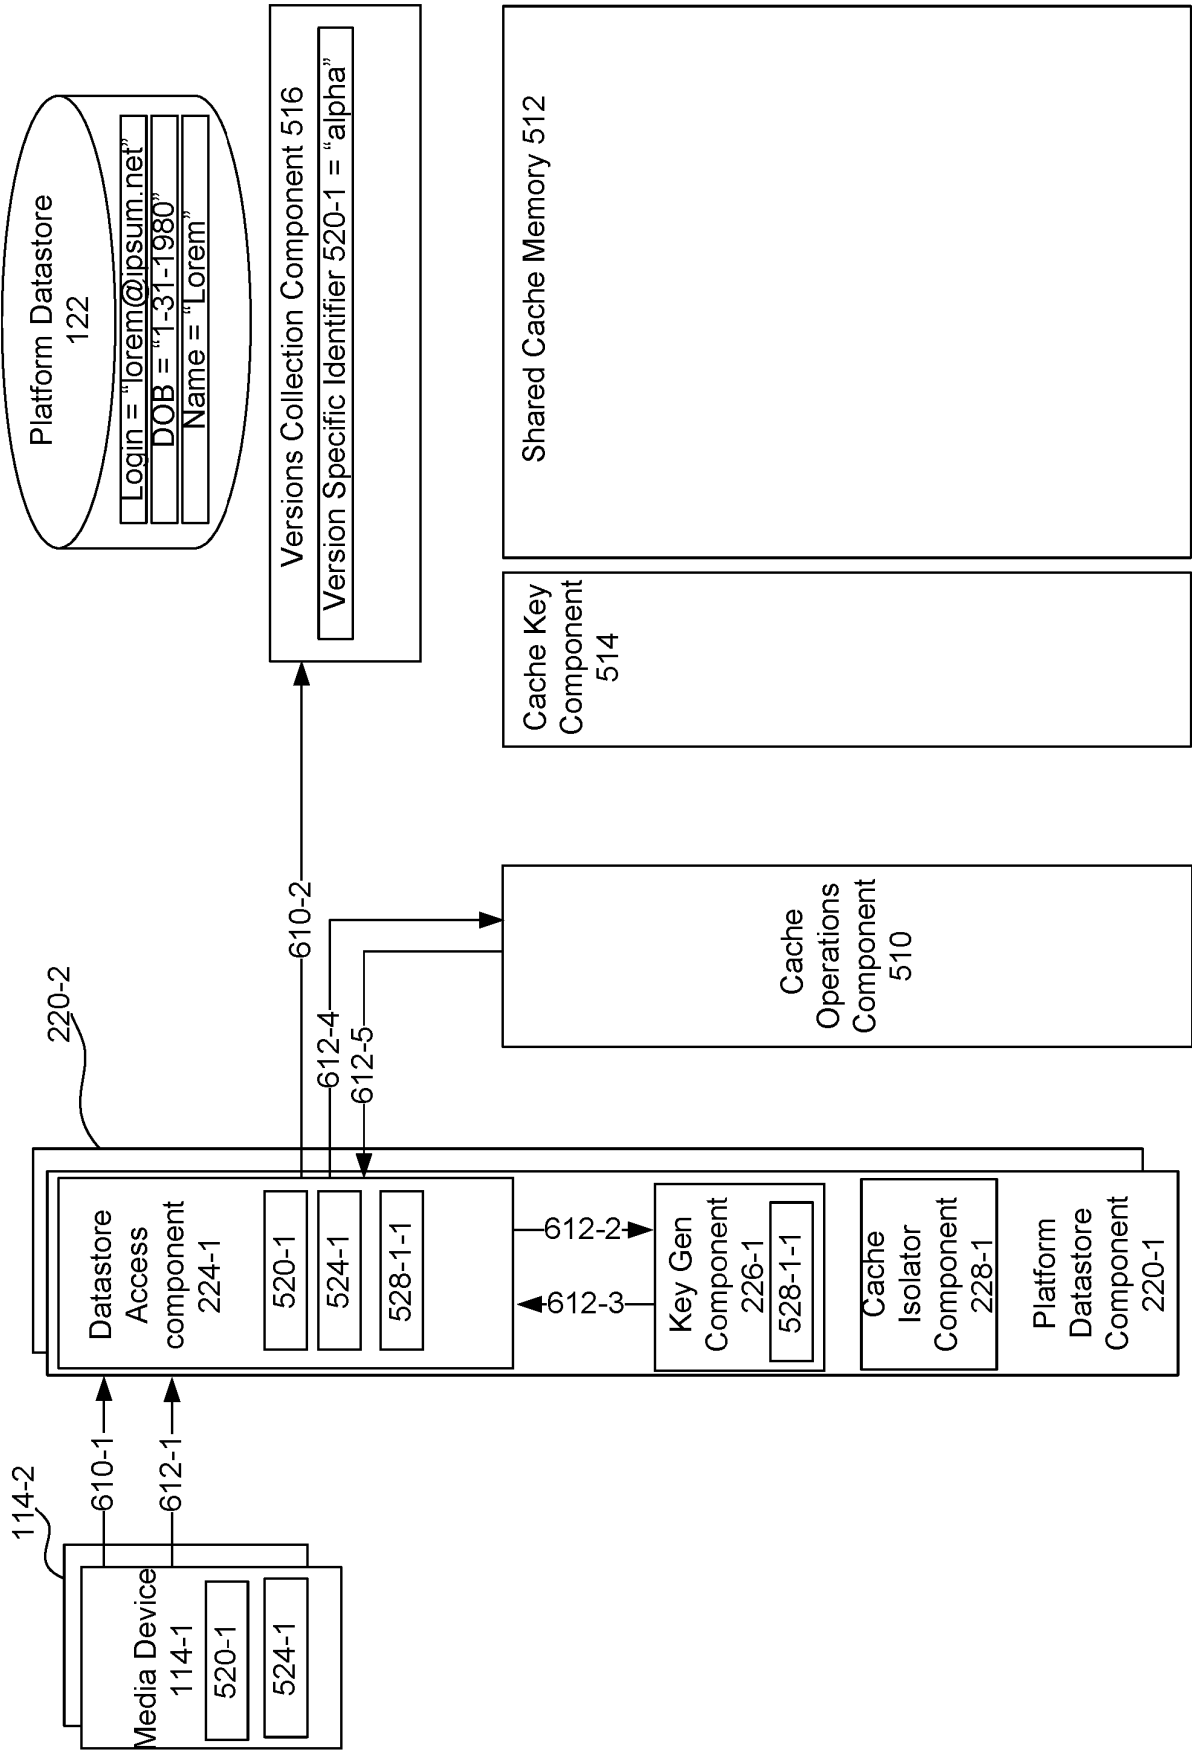 114-2
Media Device
114-1
520-1
524-1
610-1
612-1
220-2
Datastore
Access
component
224-1
520-1
524-1
528-1-1
612-2
612-3
Key Gen
Component
226-1
528-1-1
Cache
Isolator
Component
228-1
Platform
Datastore
Component
220-1
610-2
612-4
612-5
Cache
Operations
Component
510
Platform Datastore
122
Login = "lorem@ipsum.net"
DOB = "1-31-1980"
Name = "Lorem"
Versions Collection Component 516
Version Specific Identifier 520-1 = "alpha"
Cache Key
Component
514
Shared Cache Memory 512